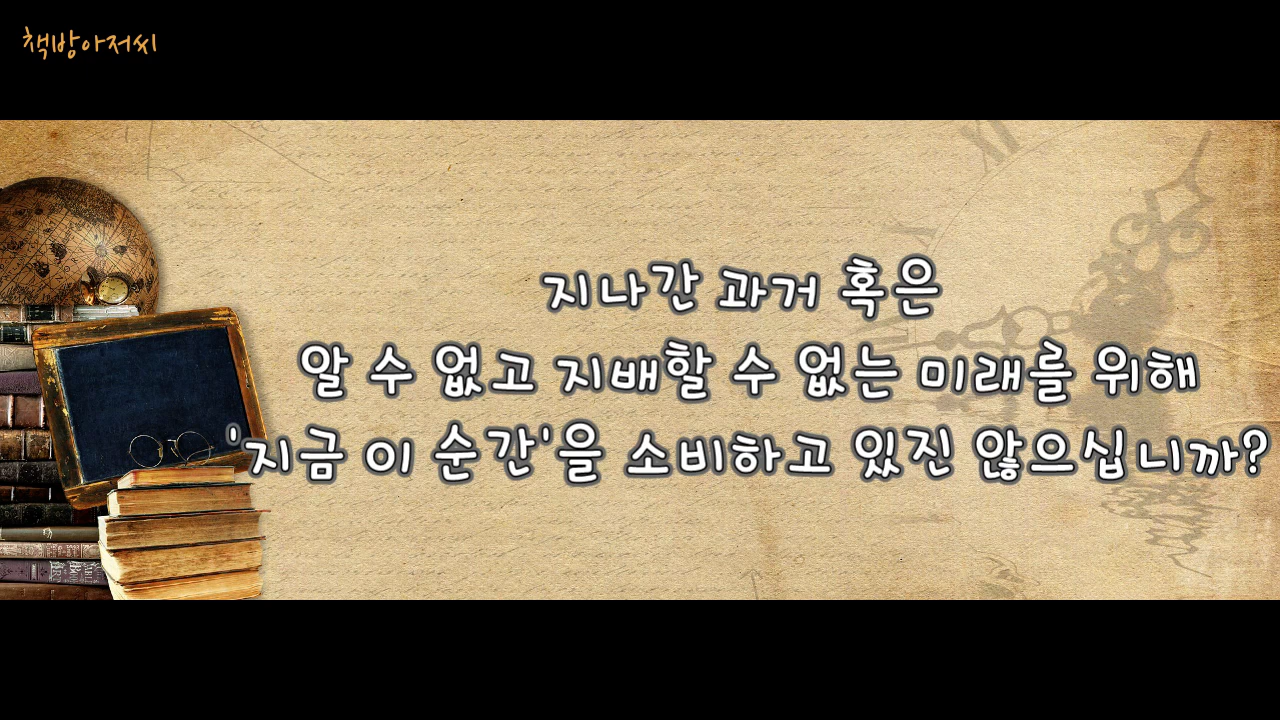 책방아저씨
지나간 과거 혹은
알 수 없고 지배할 수 없는 미래를 위해
'지금 이 순간'을 소비하고 있진 않으십니까?